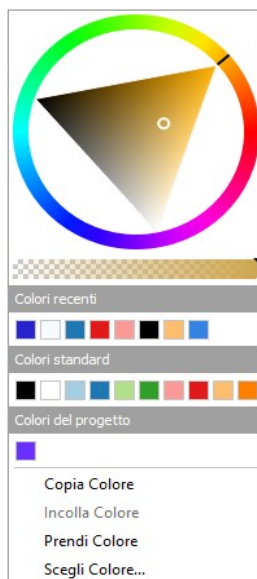 Colori recenti
Colori standard
Colori del progetto
Copia Colore
Incolla Colore
Prendi Colore
Scegli Colore...